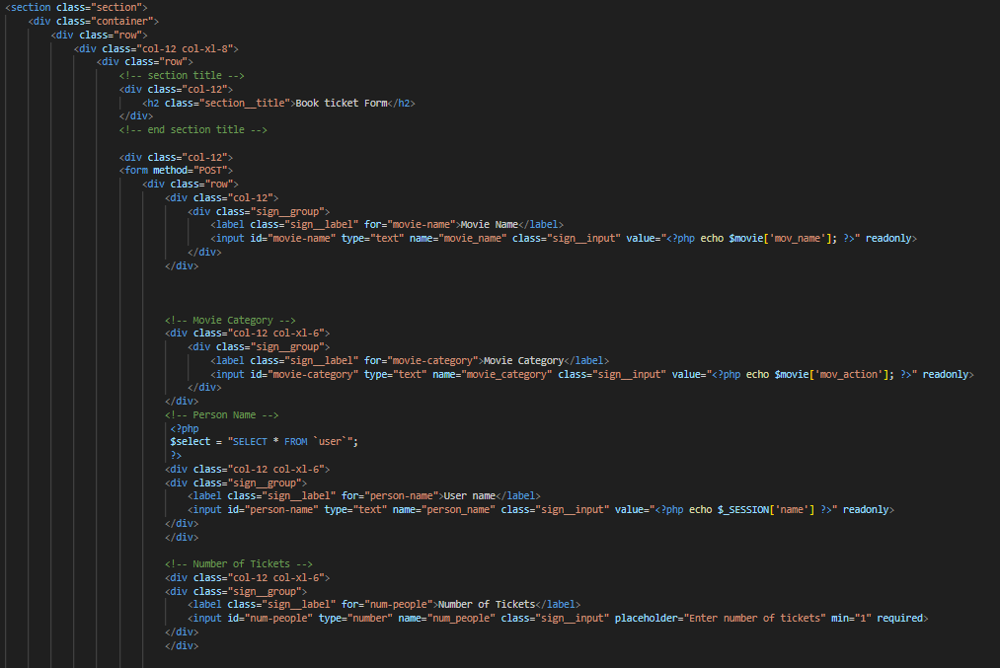 <section class="section">
<div class="container">
<div class="row">
<div class="col-12 col-xl-8">
<div class="row">
<!-- section title -->
<div class="col-12">
<h2 class="section__title">Book ticket Form</h2>
</div>
<!-- end section title -->
<div class="col-12">
<form method="POST">
<div class="row">
<div class="col-12">
<div class="sign__group">
<label class="sign__label" for="movie-name">Movie Name</label>
<input id="movie-name" type="text" name="movie_name" class="sign__input" value="<?php echo $movie['mov_name']; ?>" readonly>
</div>
</div>
<!-- Movie Category -->
<div class="col-12 col-xl-6">
<div class="sign__group">
<label class="sign__label" for="movie-category">Movie Category</label>
<input id="movie-category" type="text" name="movie_category" class="sign__input" value="<?php echo $movie['mov_action']; ?>" readonly>
</div>
</div>
<!-- Person Name -->
<?php
$select = "SELECT * FROM `user`";
?>
<div class="col-12 col-xl-6">
<div class="sign__group">
<label class="sign__label" for="person-name">User name</label>
<input id="person-name" type="text" name="person_name" class="sign__input" value="<?php echo $_SESSION['name'] ?>" readonly>
</div>
</div>
<!-- Number of Tickets -->
<div class="col-12 col-xl-6">
<div class="sign__group">
<label class="sign__label" for="num-people">Number of Tickets</label>
<input id="num-people" type="number" name="num_people" class="sign__input" placeholder="Enter number of tickets" min="1" required>
</div>
</div>